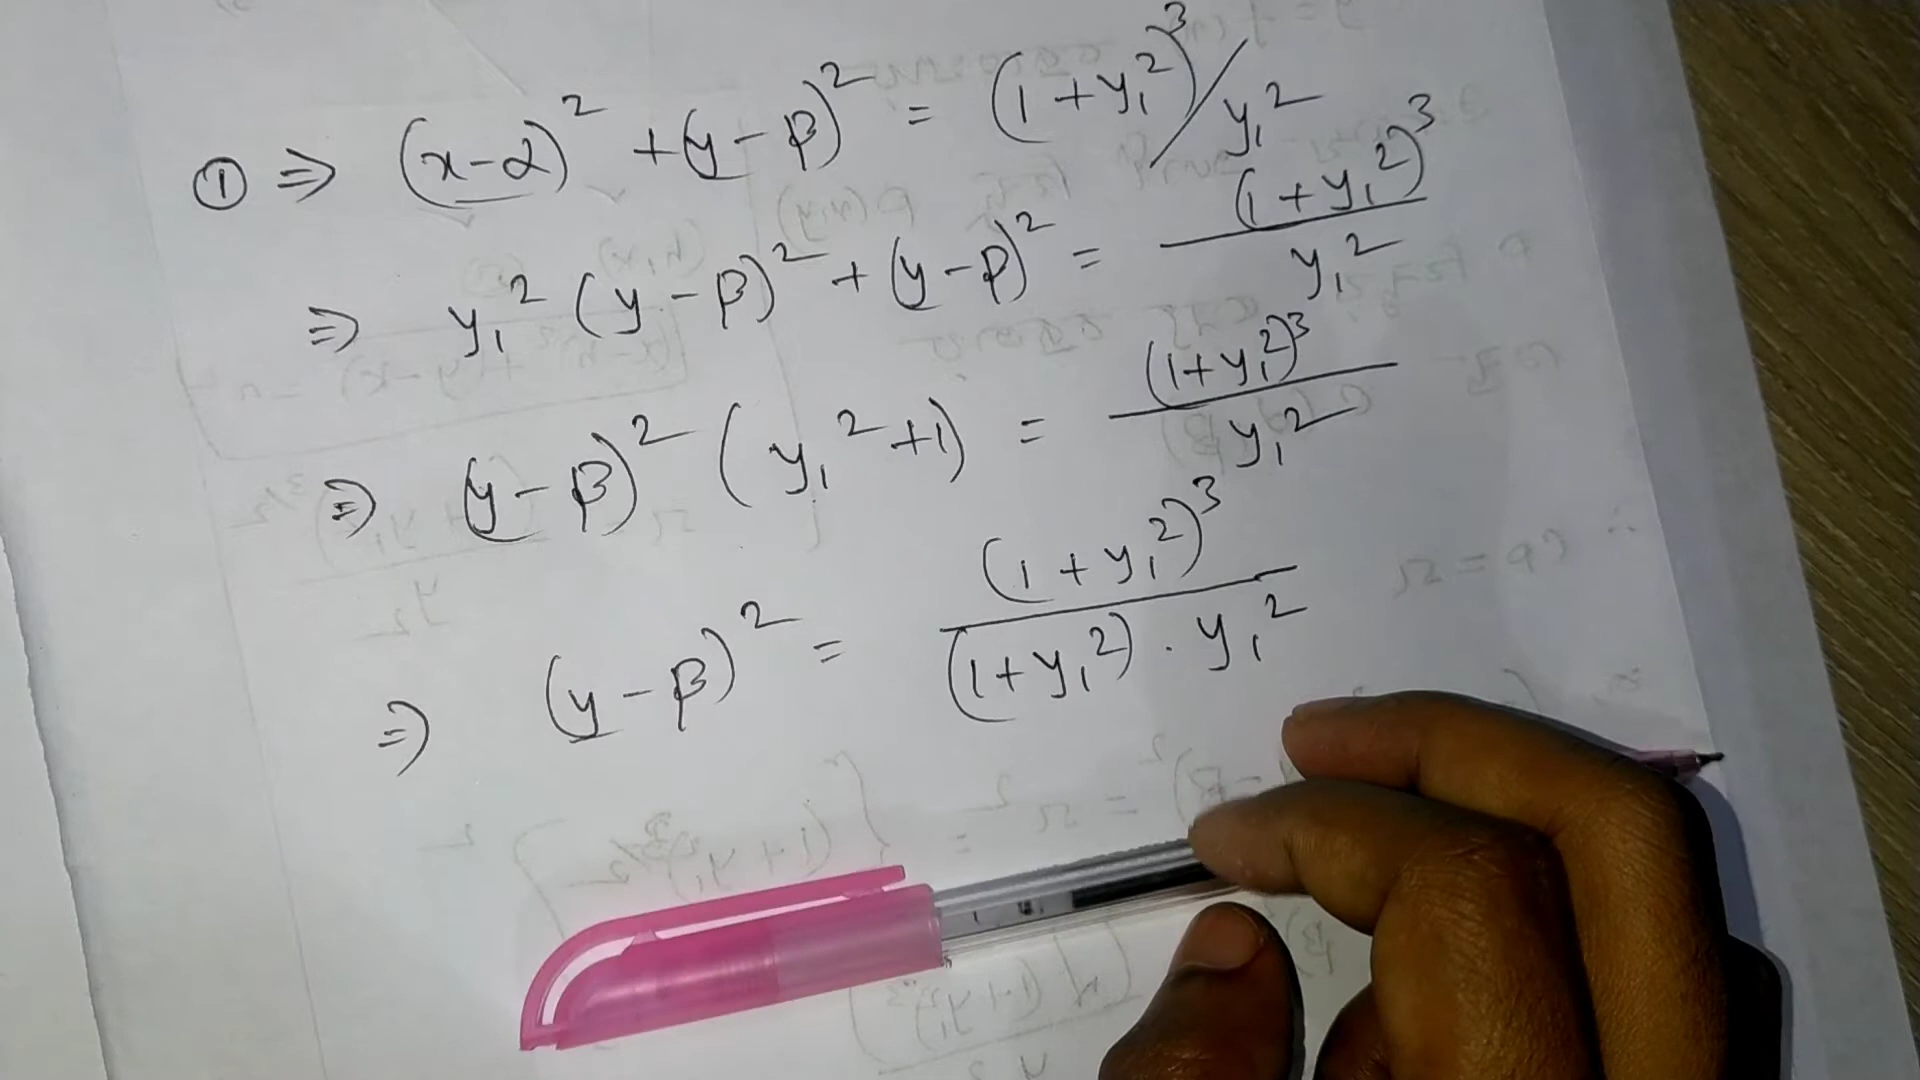 ① ⇒ (x-α)² + (y-β)² = (1+y₁²)³/y₁²
⇒ y₁² (y-β)² + (y-β)² = (1+y₁²)³/y₁²
⇒ (y-β)² (y₁²+1) = (1+y₁²)³/y₁²
⇒ (y-β)² = (1+y₁²)³/(1+y₁²)·y₁²